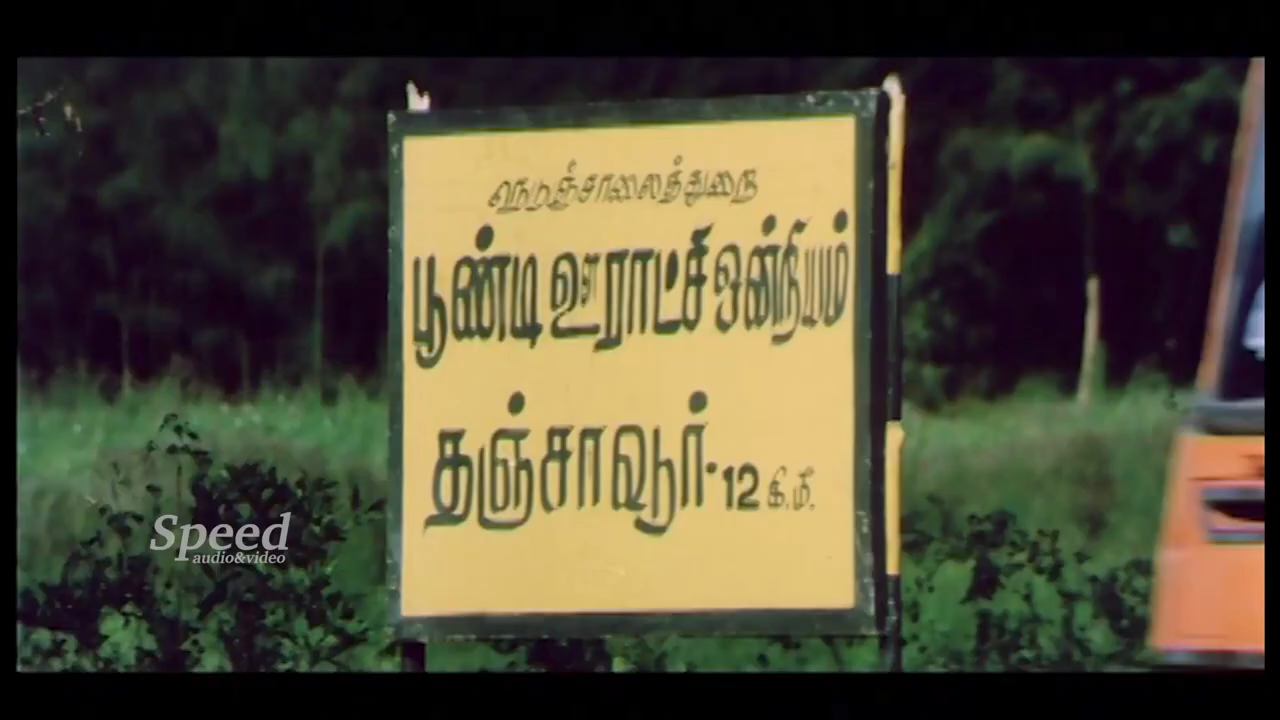 நெடுஞ்சாலைத்துறை
பூண்டி ஊராட்சி ஒன்றியம்
தஞ்சாவூர்-12 கி.மீ.
Speed
audio&video